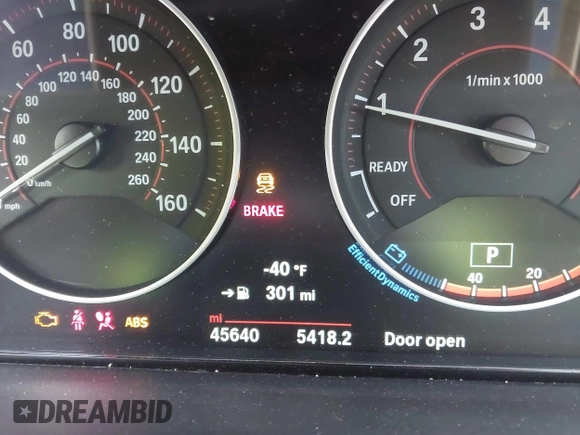 60 80 100 120 140 160
20 40 60 80 100 120 140 160 180 200 220 240 260
km/h
mph
1 2 3 4
1/min x 1000
READY
OFF
BRAKE
-40 °F
301 mi
P
EfficientDynamics
40 20
ABS
mi
45640 5418.2 Door open
DREAMBID